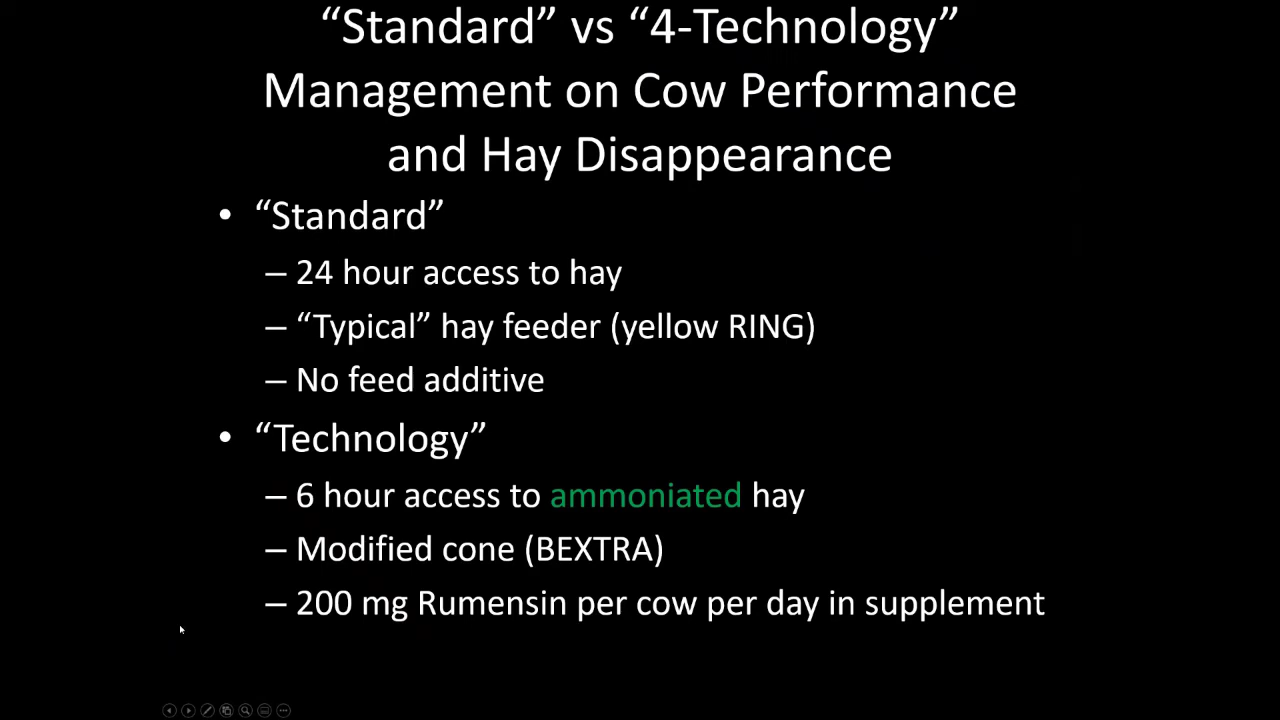 “Standard” vs “4-Technology”
Management on Cow Performance
and Hay Disappearance
• “Standard”
– 24 hour access to hay
– “Typical” hay feeder (yellow RING)
– No feed additive
• “Technology”
– 6 hour access to ammoniated hay
– Modified cone (BEXTRA)
– 200 mg Rumensin per cow per day in supplement